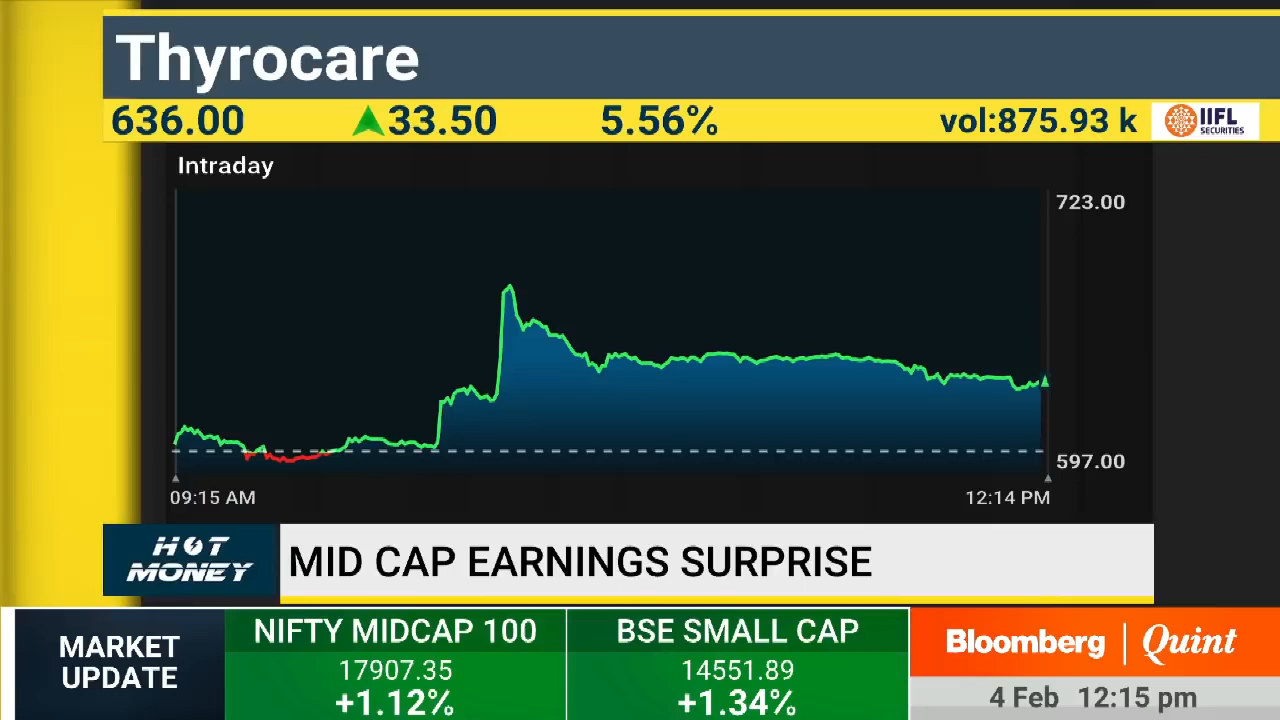 Thyrocare
636.00 33.50 5.56% vol:875.93 k IIFL SECURITIES
Intraday
723.00
597.00
09:15 AM 12:14 PM
HOT MONEY
MID CAP EARNINGS SURPRISE
MARKET UPDATE
NIFTY MIDCAP 100
17907.35
+1.12%
BSE SMALL CAP
14551.89
+1.34%
Bloomberg | Quint
4 Feb 12:15 pm